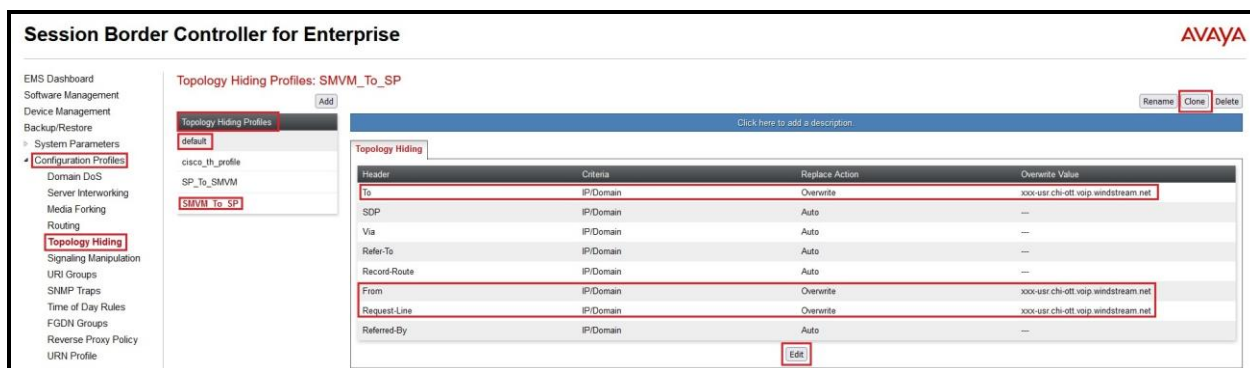 Session Border Controller for Enterprise
AVAYA
EMS Dashboard
Software Management
Device Management
Backup/Restore
System Parameters
Configuration Profiles
Domain DoS
Server Interworking
Media Forking
Routing
Topology Hiding
Signaling Manipulation
URI Groups
SNMP Traps
Time of Day Rules
FGDN Groups
Reverse Proxy Policy
URN Profile
Topology Hiding Profiles: SMVM_To_SP
Add
Rename Clone Delete
Topology Hiding Profiles
default
cisco_th_profile
SP_To_SMVM
SMVM_To_SP
Click here to add a description.
Topology Hiding
Header Criteria Replace Action Overwrite Value
To IP/Domain Overwrite xxx-usr.chi-ott.voip.windstream.net
SDP IP/Domain Auto ---
Via IP/Domain Auto ---
Refer-To IP/Domain Auto ---
Record-Route IP/Domain Auto ---
From IP/Domain Overwrite xxx-usr.chi-ott.voip.windstream.net
Request-Line IP/Domain Overwrite xxx-usr.chi-ott.voip.windstream.net
Referred-By IP/Domain Auto ---
Edit